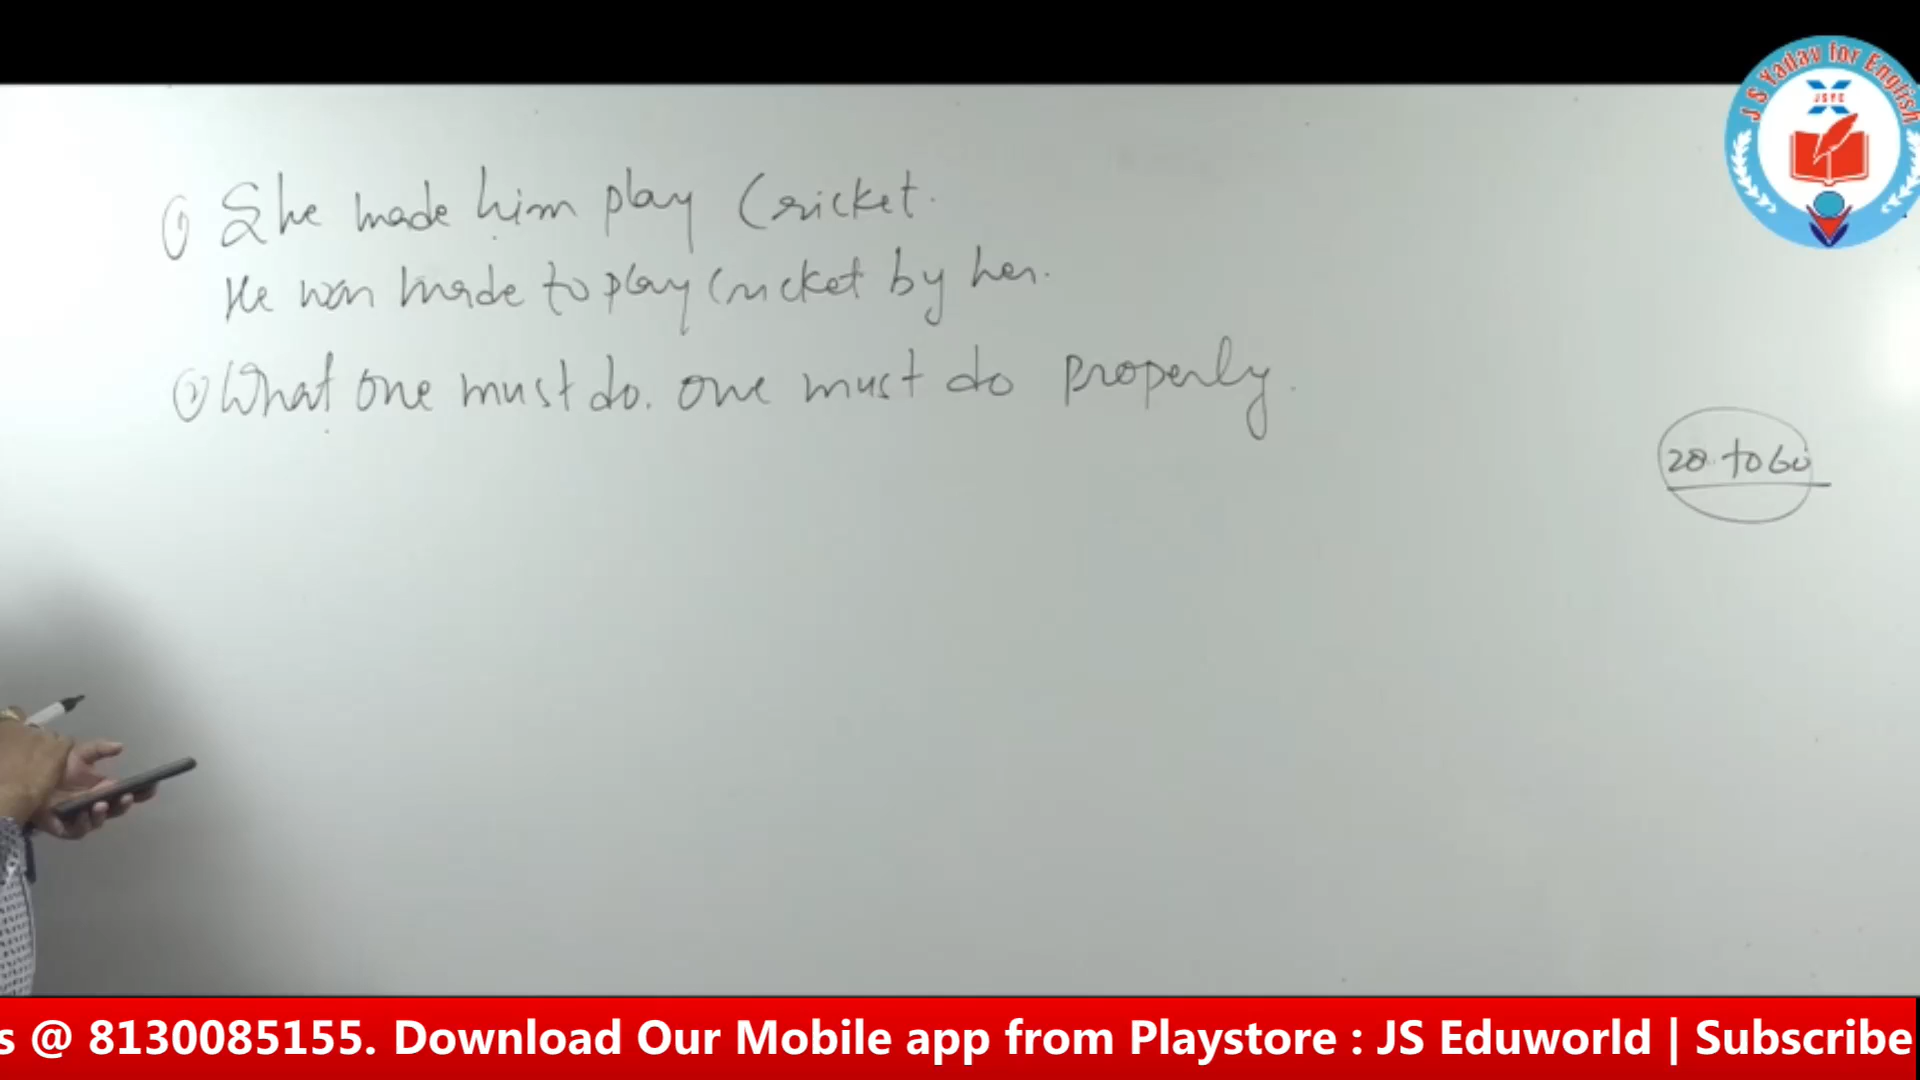 J S Yadav for English
JSYE
① She made him play Cricket.
He was made to play cricket by her.
② What one must do. one must do properly.
28 to 60
s @ 8130085155. Download Our Mobile app from Playstore : JS Eduworld | Subscribe